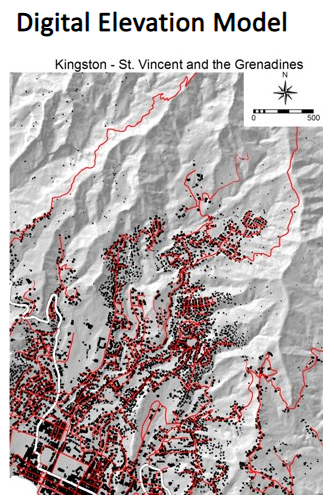 Digital Elevation Model
Kingston - St. Vincent and the Grenadines
N
0 500